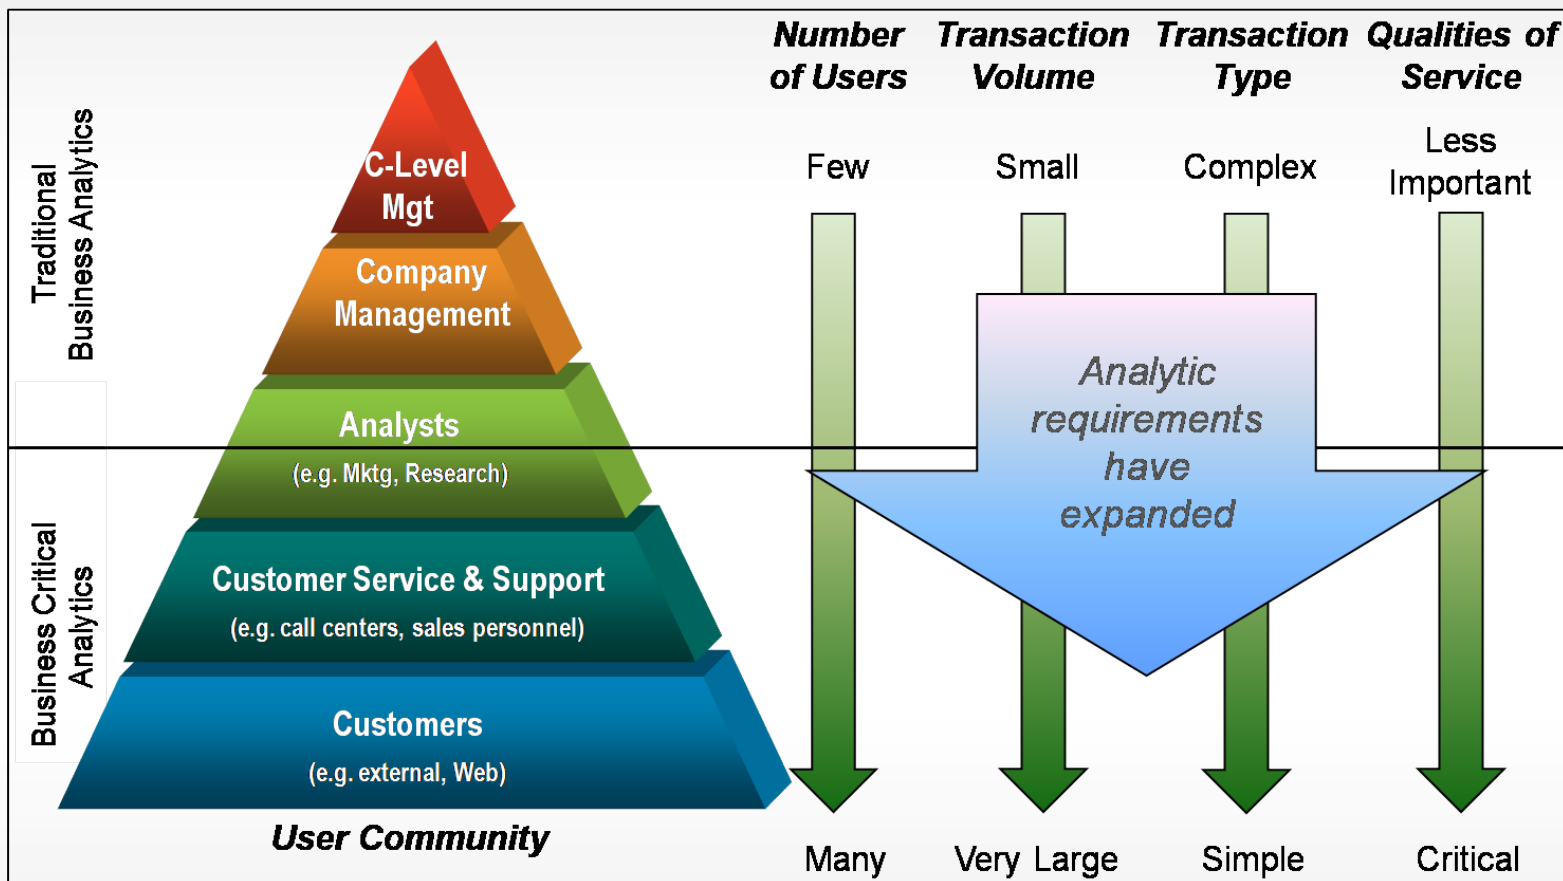 Number
of Users
Transaction
Volume
Transaction
Type
Qualities of
Service
Few
Small
Complex
Less
Important
Traditional
Business Analytics
Business Critical
Analytics
C-Level
Mgt
Company
Management
Analysts
(e.g. Mktg, Research)
Customer Service & Support
(e.g. call centers, sales personnel)
Customers
(e.g. external, Web)
User Community
Analytic
requirements
have
expanded
Many
Very Large
Simple
Critical